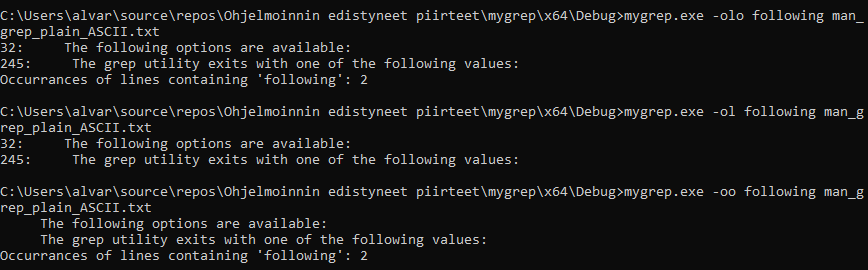 C:\Users\alvar\source\repos\Ohjelmoinnin edistyneet piirteet\mygrep\x64\Debug>mygrep.exe -olo following man_
grep_plain_ASCII.txt
32:     The following options are available:
245:     The grep utility exits with one of the following values:
Occurrances of lines containing 'following': 2
C:\Users\alvar\source\repos\Ohjelmoinnin edistyneet piirteet\mygrep\x64\Debug>mygrep.exe -ol following man_g
rep_plain_ASCII.txt
32:     The following options are available:
245:     The grep utility exits with one of the following values:
C:\Users\alvar\source\repos\Ohjelmoinnin edistyneet piirteet\mygrep\x64\Debug>mygrep.exe -oo following man_g
rep_plain_ASCII.txt
     The following options are available:
     The grep utility exits with one of the following values:
Occurrances of lines containing 'following': 2